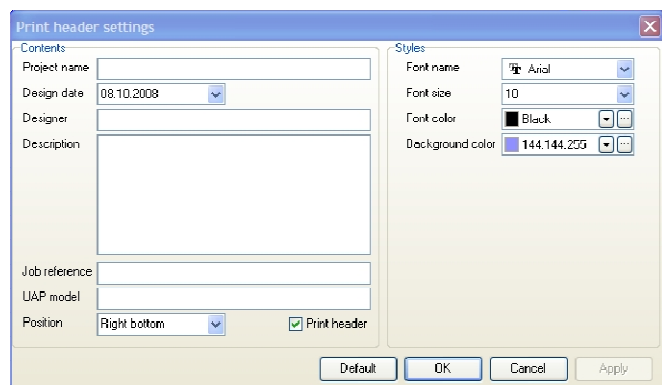 Print header settings
Contents
Project name
Design date 08.10.2008
Designer
Description
Job reference
UAP model
Position Right bottom Print header
Styles
Font name Arial
Font size 10
Font color Black
Background color 144.144.255
Default OK Cancel Apply